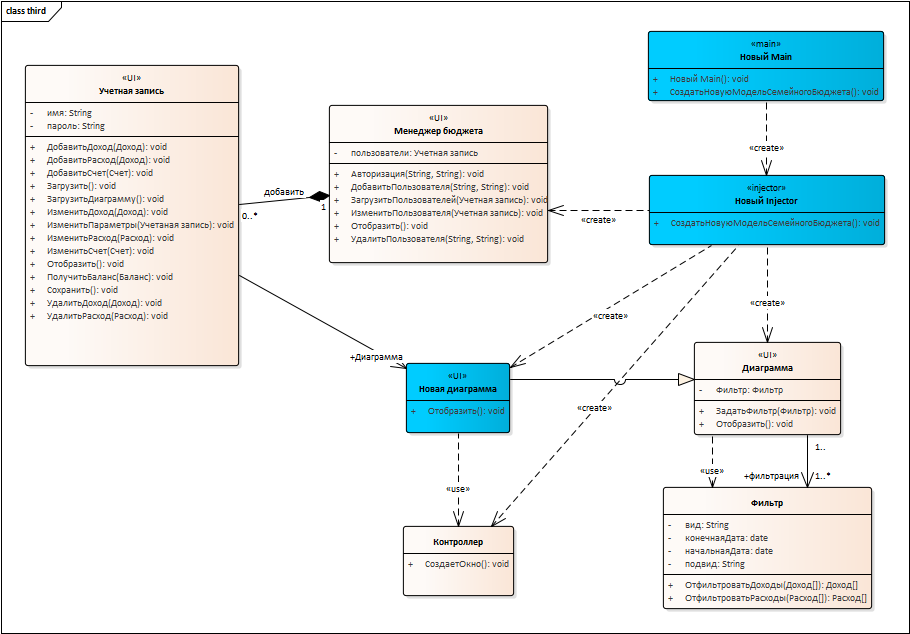 class third
«UI»
Учетная запись
- имя: String
- пароль: String
+ ДобавитьДоход(Доход): void
+ ДобавитьРасход(Доход): void
+ ДобавитьСчет(Счет): void
+ Загрузить(): void
+ ЗагрузитьДиаграмму(): void
+ ИзменитьДоход(Доход): void
+ ИзменитьПараметры(Учетаная запись): void
+ ИзменитьРасход(Расход): void
+ ИзменитьСчет(Счет): void
+ Отобразить(): void
+ ПолучитьБаланс(Баланс): void
+ Сохранить(): void
+ УдалитьДоход(Доход): void
+ УдалитьРасход(Расход): void
добавить
0..*
1
«UI»
Менеджер бюджета
- пользователи: Учетная запись
+ Авторизация(String, String): void
+ ДобавитьПользователя(String, String): void
+ ЗагрузитьПользователей(Учетная запись): void
+ ИзменитьПользователя(Учетная запись): void
+ Отобразить(): void
+ УдалитьПользователя(String, String): void
«main»
Новый Main
+ Новый Main(): void
+ СоздатьНовуюМодельСемейногоБюджета(): void
«create»
«injector»
Новый Injector
+ СоздатьНовуюМодельСемейногоБюджета(): void
«create»
«create»
«create»
«create»
+Диаграмма
«UI»
Новая диаграмма
+ Отобразить(): void
«UI»
Диаграмма
- Фильтр: Фильтр
+ ЗадатьФильтр(Фильтр): void
+ Отобразить(): void
«use»
«use»
1..
+фильтрация
1..*
Контроллер
+ СоздаетОкно(): void
Фильтр
- вид: String
- конечнаяДата: date
- начальнаяДата: date
- подвид: String
+ ОтфильтроватьДоходы(Доход[]): Доход[]
+ ОтфильтроватьРасходы(Расход[]): Расход[]